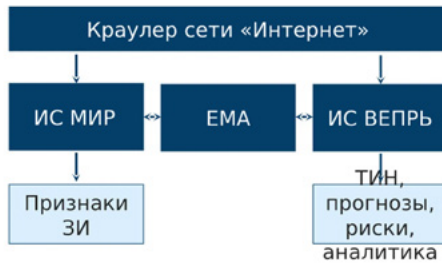 Краулер сети «Интернет»
ИС МИР
ЕМА
ИС ВЕПРЬ
Признаки
ЗИ
ТИН,
прогнозы,
риски,
аналитика